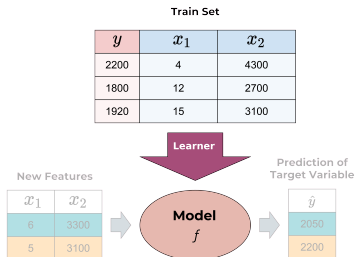 Train Set
y x₁ x₂
2200 4 4300
1800 12 2700
1920 15 3100
Learner
New Features
x₁ x₂
6 3300
5 3100
Model
f
Prediction of
Target Variable
ŷ
2050
2200